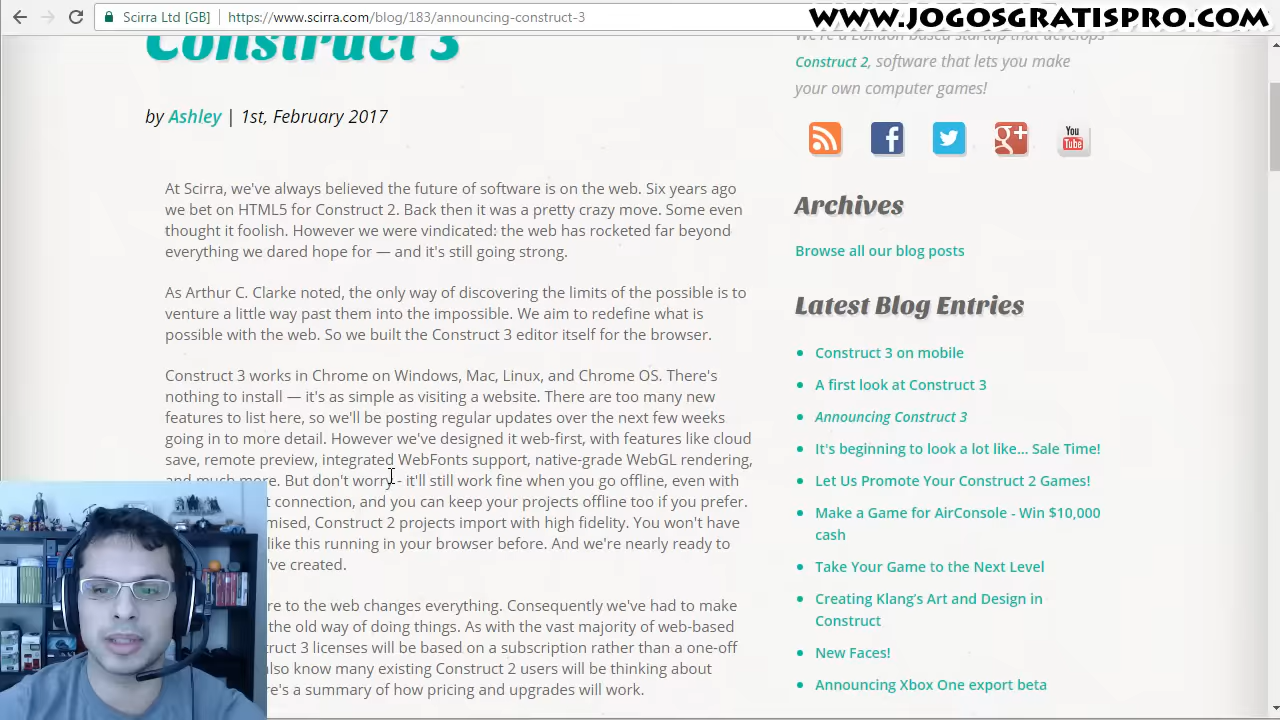 Scirra Ltd [GB]
https://www.scirra.com/blog/183/announcing-construct-3
WWW.JOGOSGRATISPRO.COM
Construct 3
by Ashley | 1st, February 2017
At Scirra, we've always believed the future of software is on the web. Six years ago
we bet on HTML5 for Construct 2. Back then it was a pretty crazy move. Some even
thought it foolish. However we were vindicated: the web has rocketed far beyond
everything we dared hope for — and it's still going strong.
As Arthur C. Clarke noted, the only way of discovering the limits of the possible is to
venture a little way past them into the impossible. We aim to redefine what is
possible with the web. So we built the Construct 3 editor itself for the browser.
Construct 3 works in Chrome on Windows, Mac, Linux, and Chrome OS. There's
nothing to install — it's as simple as visiting a website. There are too many new
features to list here, so we'll be posting regular updates over the next few weeks
going in to more detail. However we've designed it web-first, with features like cloud
save, remote preview, integrated WebFonts support, native-grade WebGL rendering,
and much more. But don't worry - it'll still work fine when you go offline, even with
connection, and you can keep your projects offline too if you prefer.
mised, Construct 2 projects import with high fidelity. You won't have
like this running in your browser before. And we're nearly ready to
've created.
re to the web changes everything. Consequently we've had to make
the old way of doing things. As with the vast majority of web-based
ruct 3 licenses will be based on a subscription rather than a one-off
also know many existing Construct 2 users will be thinking about
re's a summary of how pricing and upgrades will work.
We're a London based startup that develops
Construct 2, software that lets you make
your own computer games!
You
Tube
Archives
Browse all our blog posts
Latest Blog Entries
Construct 3 on mobile
A first look at Construct 3
Announcing Construct 3
It's beginning to look a lot like... Sale Time!
Let Us Promote Your Construct 2 Games!
Make a Game for AirConsole - Win $10,000
cash
Take Your Game to the Next Level
Creating Klang's Art and Design in
Construct
New Faces!
Announcing Xbox One export beta